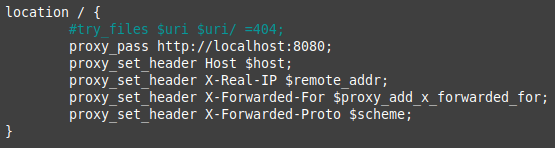 location / {
#try_files $uri $uri/ =404;
proxy_pass http://localhost:8080;
proxy_set_header Host $host;
proxy_set_header X-Real-IP $remote_addr;
proxy_set_header X-Forwarded-For $proxy_add_x_forwarded_for;
proxy_set_header X-Forwarded-Proto $scheme;
}